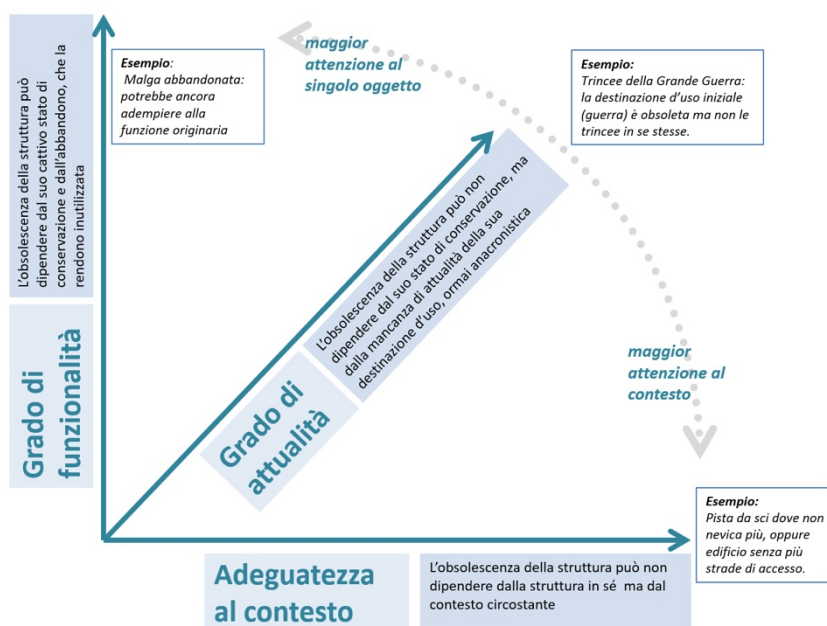 L'obsolescenza della struttura può
dipendere dal suo cattivo stato di
conservazione e dall'abbandono, che la
rendono inutilizzata
Grado di
funzionalità
Esempio:
Malga abbandonata:
potrebbe ancora
adempiere alla
funzione originaria
maggior
attenzione al
singolo oggetto
Esempio:
Trincee della Grande Guerra:
la destinazione d'uso iniziale
(guerra) è obsoleta ma non le
trincee in se stesse.
L'obsolescenza della struttura può non
dipendere dal suo stato di conservazione, ma
dalla mancanza di attualità della sua
destinazione d'uso, ormai anacronistica
Grado di
attualità
maggior
attenzione al
contesto
Esempio:
Pista da sci dove non
nevica più, oppure
edificio senza più
strade di accesso.
Adeguatezza
al contesto
L'obsolescenza della struttura può non
dipendere dalla struttura in sé ma dal
contesto circostante